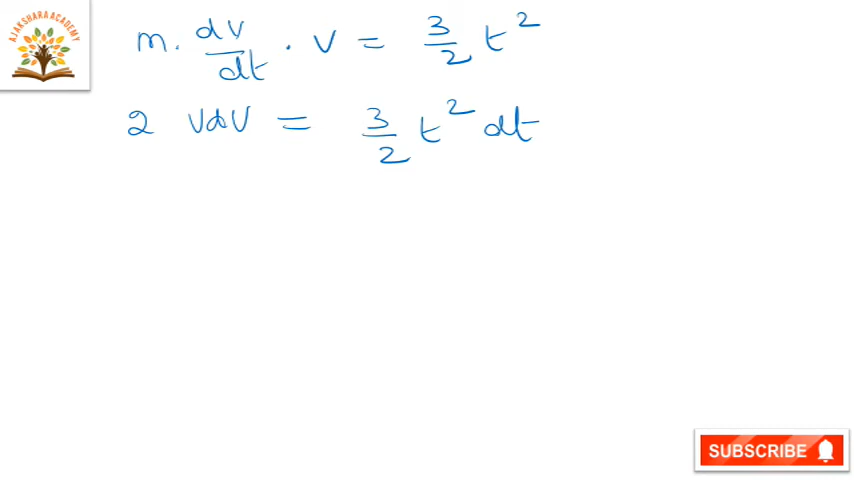 AJAKSHARA ACADEMY
m. dv/dt . v = 3/2 t²
2 vdv = 3/2 t² dt
SUBSCRIBE